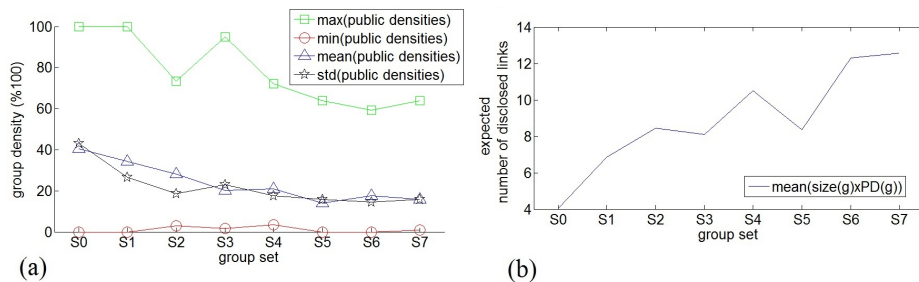 100
80
60
40
20
0
group density (%100)
max(public densities)
min(public densities)
mean(public densities)
std(public densities)
S0 S1 S2 S3 S4 S5 S6 S7
group set
(a)
14
12
10
8
6
4
expected
number of disclosed links
mean(size(g)xPD(g))
S0 S1 S2 S3 S4 S5 S6 S7
group set
(b)